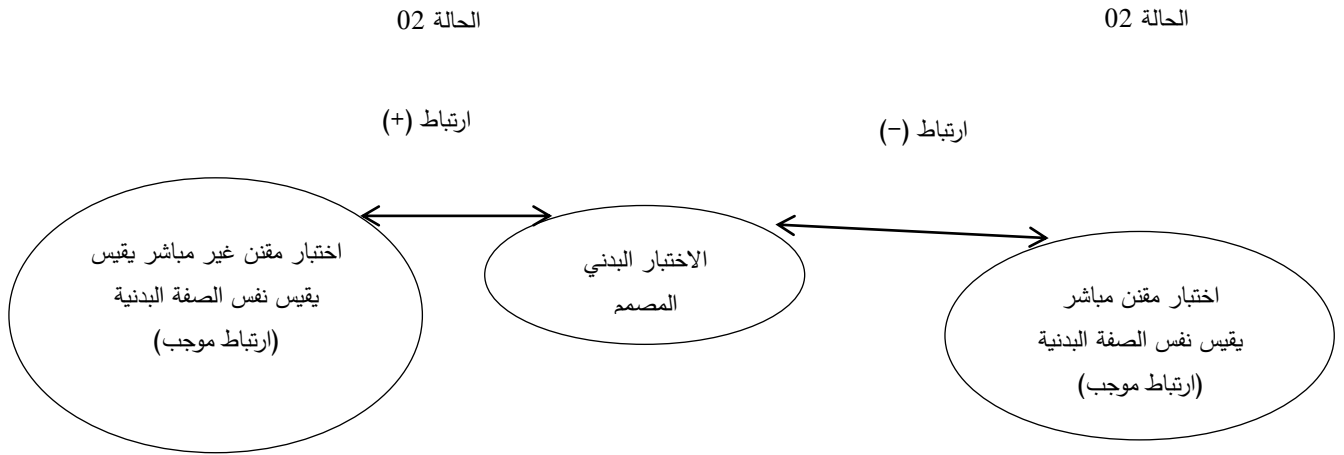 الحالة 02
الحالة 02
ارتباط (-)
ارتباط (+)
اختبار مقنن مباشر
يقيس نفس الصفة البدنية
(ارتباط موجب)
الاختبار البدني
المصمم
اختبار مقنن غير مباشر يقيس
يقيس نفس الصفة البدنية
(ارتباط موجب)